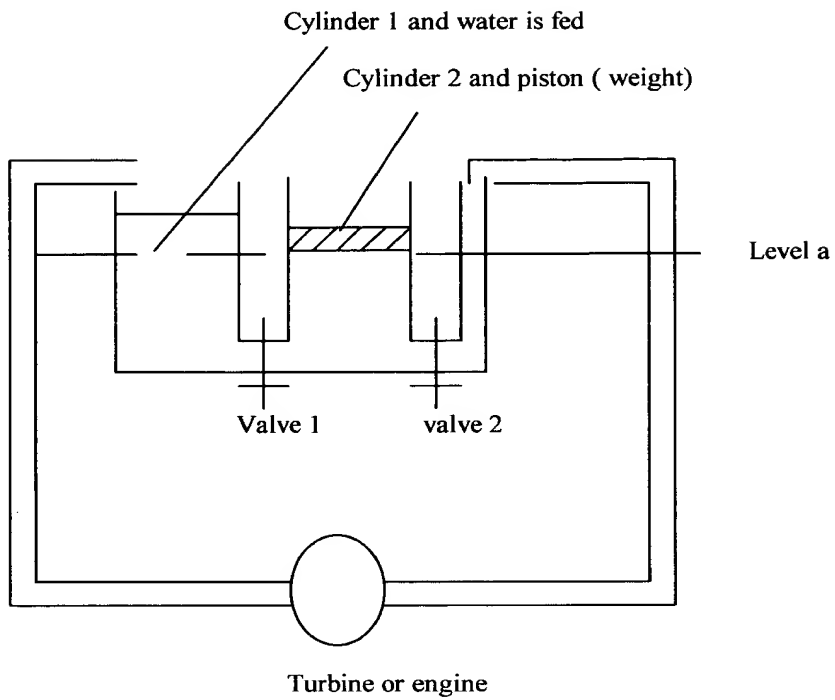 Cylinder 1 and water is fed
Cylinder 2 and piston ( weight)
Level a
Valve 1
valve 2
Turbine or engine